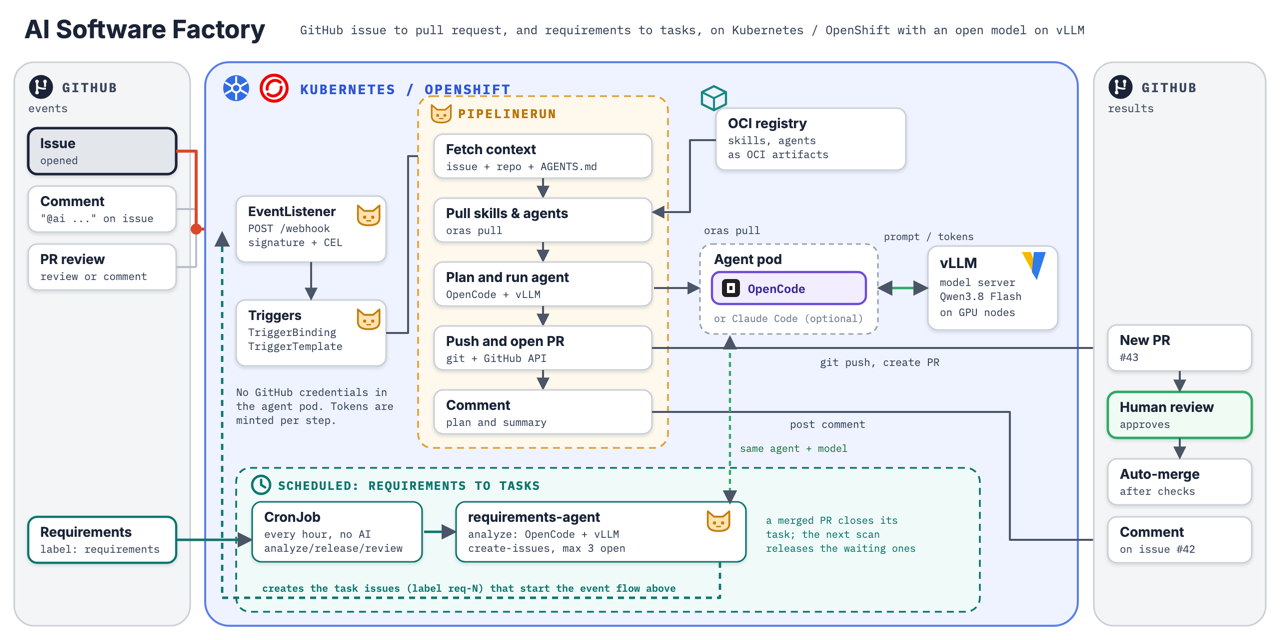 AI Software Factory
GitHub issue to pull request, and requirements to tasks, on Kubernetes / OpenShift with an open model on vLLM
GITHUB
events
Issue
opened
Comment
"@ai ..." on issue
PR review
review or comment
Requirements
label: requirements
KUBERNETES / OPENSHIFT
EventListener
POST /webhook
signature + CEL
Triggers
TriggerBinding
TriggerTemplate
No GitHub credentials in
the agent pod. Tokens are
minted per step.
PIPELINERUN
Fetch context
issue + repo + AGENTS.md
Pull skills & agents
oras pull
Plan and run agent
OpenCode + vLLM
Push and open PR
git + GitHub API
Comment
plan and summary
OCI registry
skills, agents
as OCI artifacts
oras pull
Agent pod
OpenCode
or Claude Code (optional)
prompt / tokens
vLLM
model server
Qwen3.8 Flash
on GPU nodes
git push, create PR
post comment
same agent + model
SCHEDULED: REQUIREMENTS TO TASKS
CronJob
every hour, no AI
analyze/release/review
requirements-agent
analyze: OpenCode + vLLM
create-issues, max 3 open
a merged PR closes its
task; the next scan
releases the waiting ones
creates the task issues (label req-N) that start the event flow above
GITHUB
results
New PR
#43
Human review
approves
Auto-merge
after checks
Comment
on issue #42